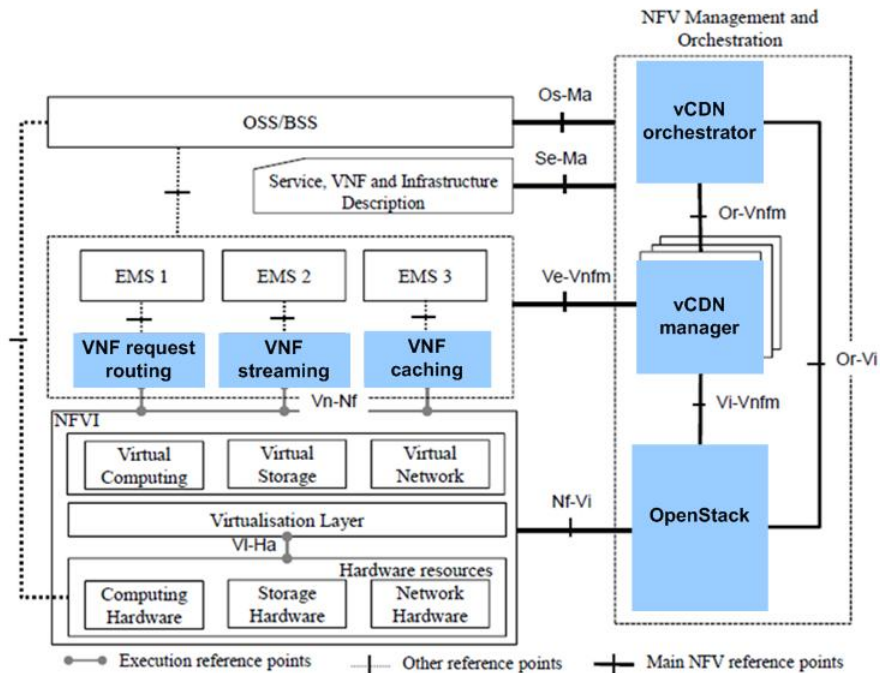 NFV Management and
Orchestration
Os-Ma
vCDN
orchestrator
OSS/BSS
Se-Ma
Service, VNF and Infrastructure
Description
Or-Vnfm
EMS 1
EMS 2
EMS 3
Ve-Vnfm
vCDN
manager
VNF request
routing
VNF
streaming
VNF
caching
Or-Vi
Vn-Nf
Vi-Vnfm
NFVI
Virtual
Computing
Virtual
Storage
Virtual
Network
Nf-Vi
OpenStack
Virtualisation Layer
Vl-Ha
Hardware resources
Computing
Hardware
Storage
Hardware
Network
Hardware
Execution reference points
Other reference points
Main NFV reference points